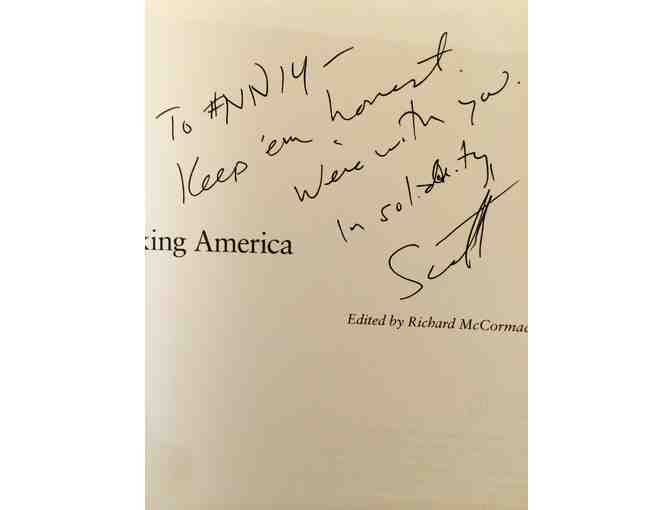 To #NN14 -
Keep 'em honest.
We're with you.
In solidarity,
Scott
king America
Edited by Richard McCormac